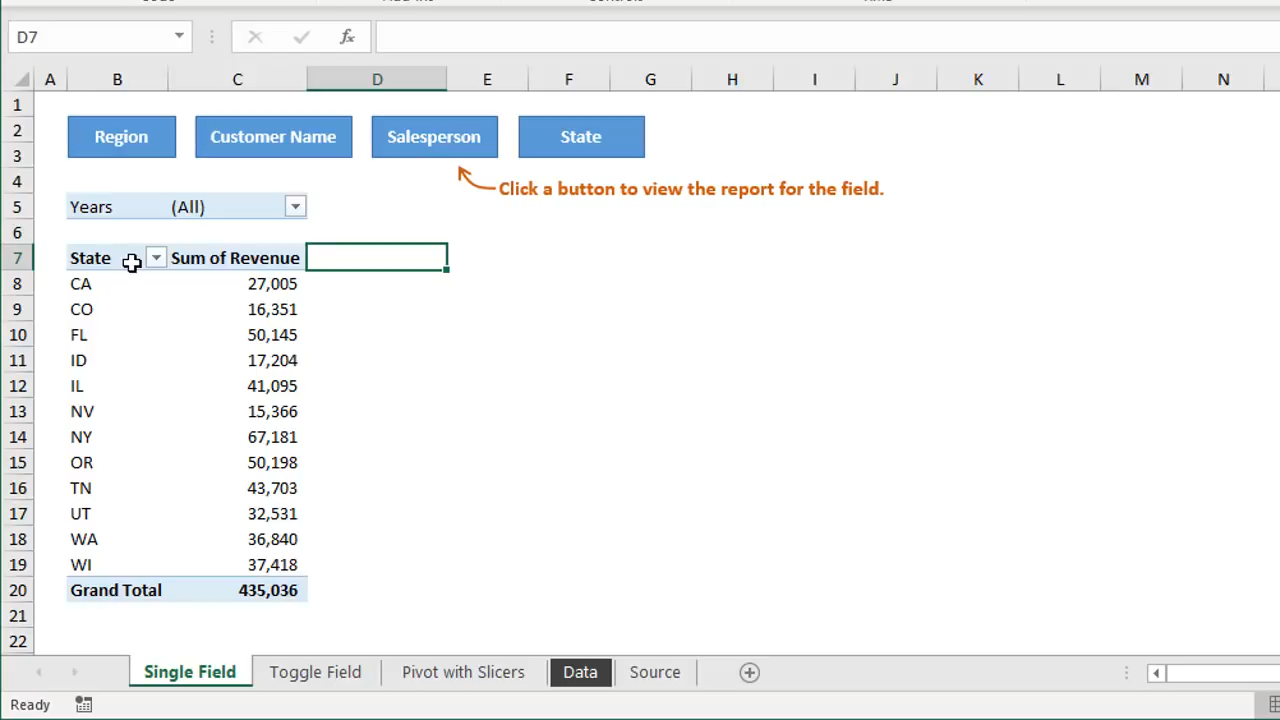 D7
fx
A B C D E F G H I J K L M N
1
2 Region Customer Name Salesperson State
3
4 Click a button to view the report for the field.
5 Years (All)
6
7 State Sum of Revenue
8 CA 27,005
9 CO 16,351
10 FL 50,145
11 ID 17,204
12 IL 41,095
13 NV 15,366
14 NY 67,181
15 OR 50,198
16 TN 43,703
17 UT 32,531
18 WA 36,840
19 WI 37,418
20 Grand Total 435,036
21
22
Single Field Toggle Field Pivot with Slicers Data Source
Ready